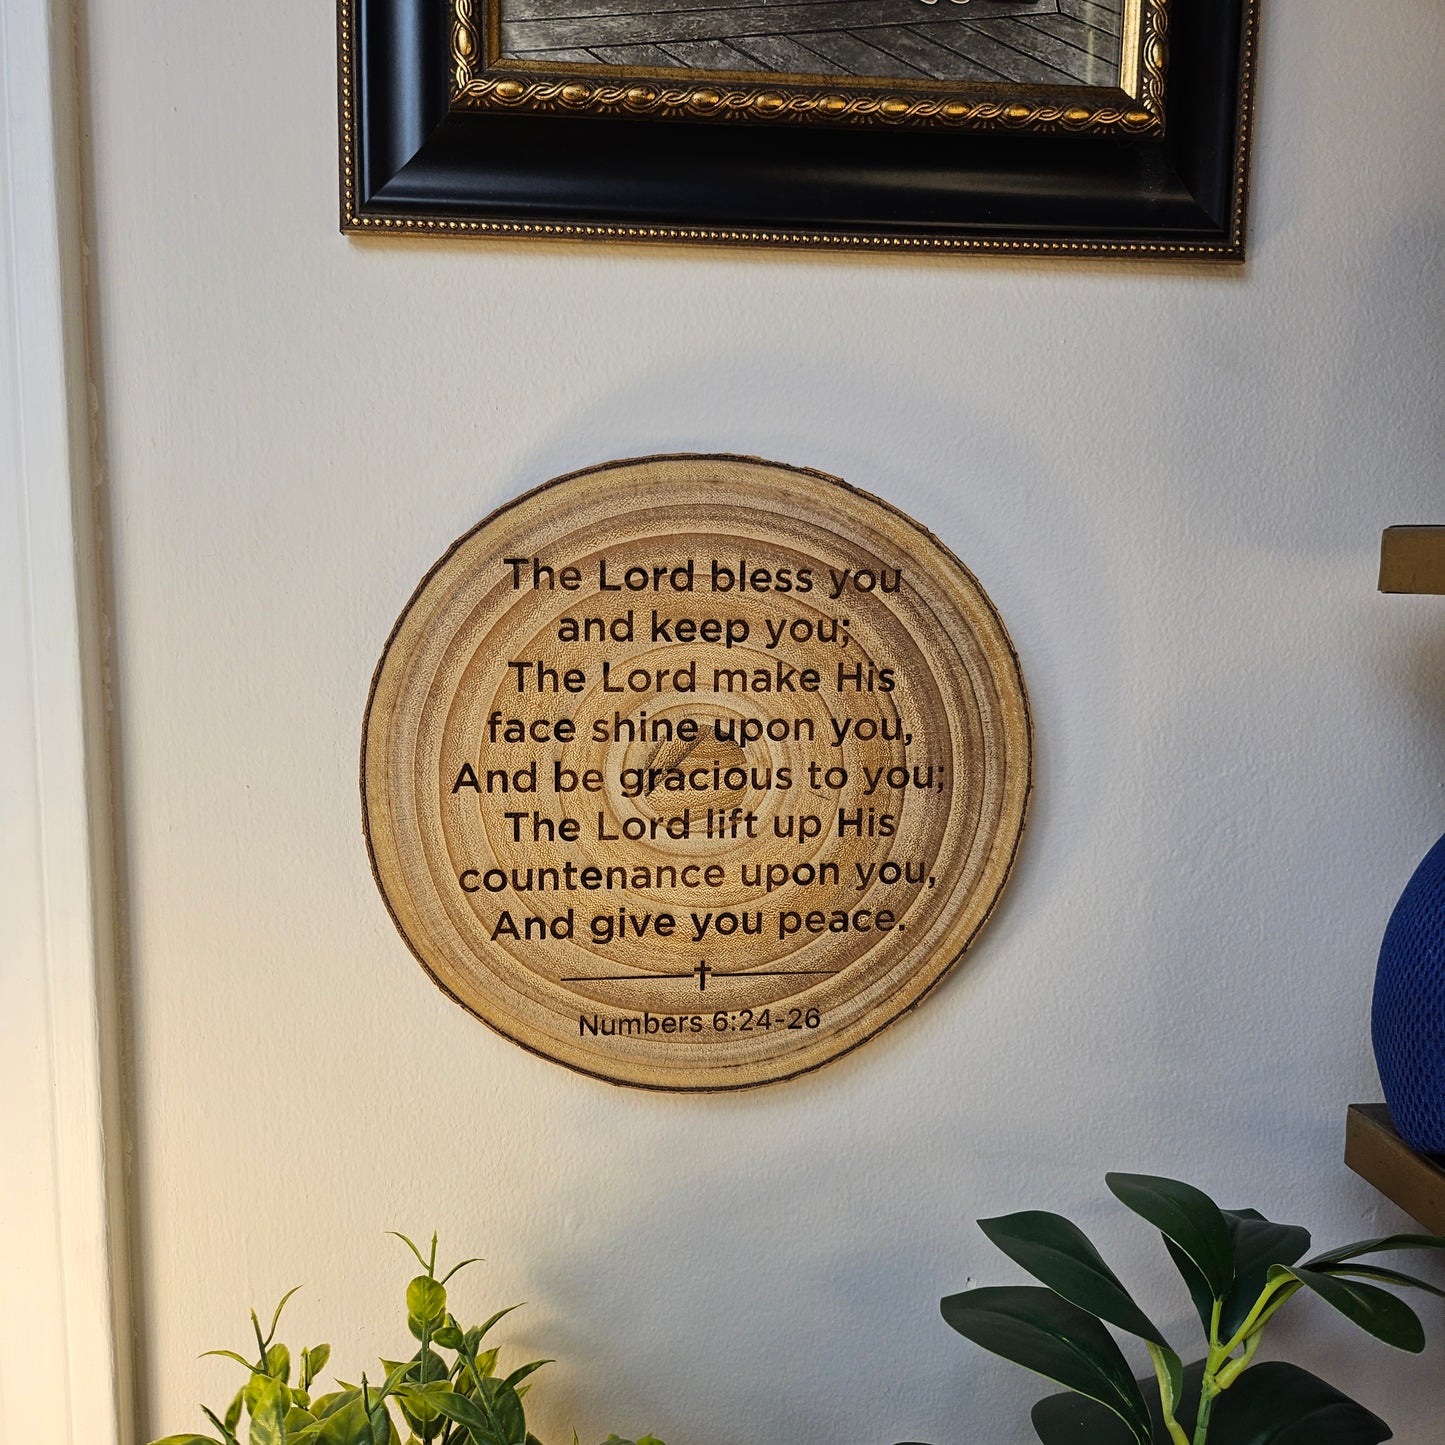 The Lord bless you
and keep you;
The Lord make His
face shine upon you,
And be gracious to you;
The Lord lift up His
countenance upon you,
And give you peace.
Numbers 6:24-26